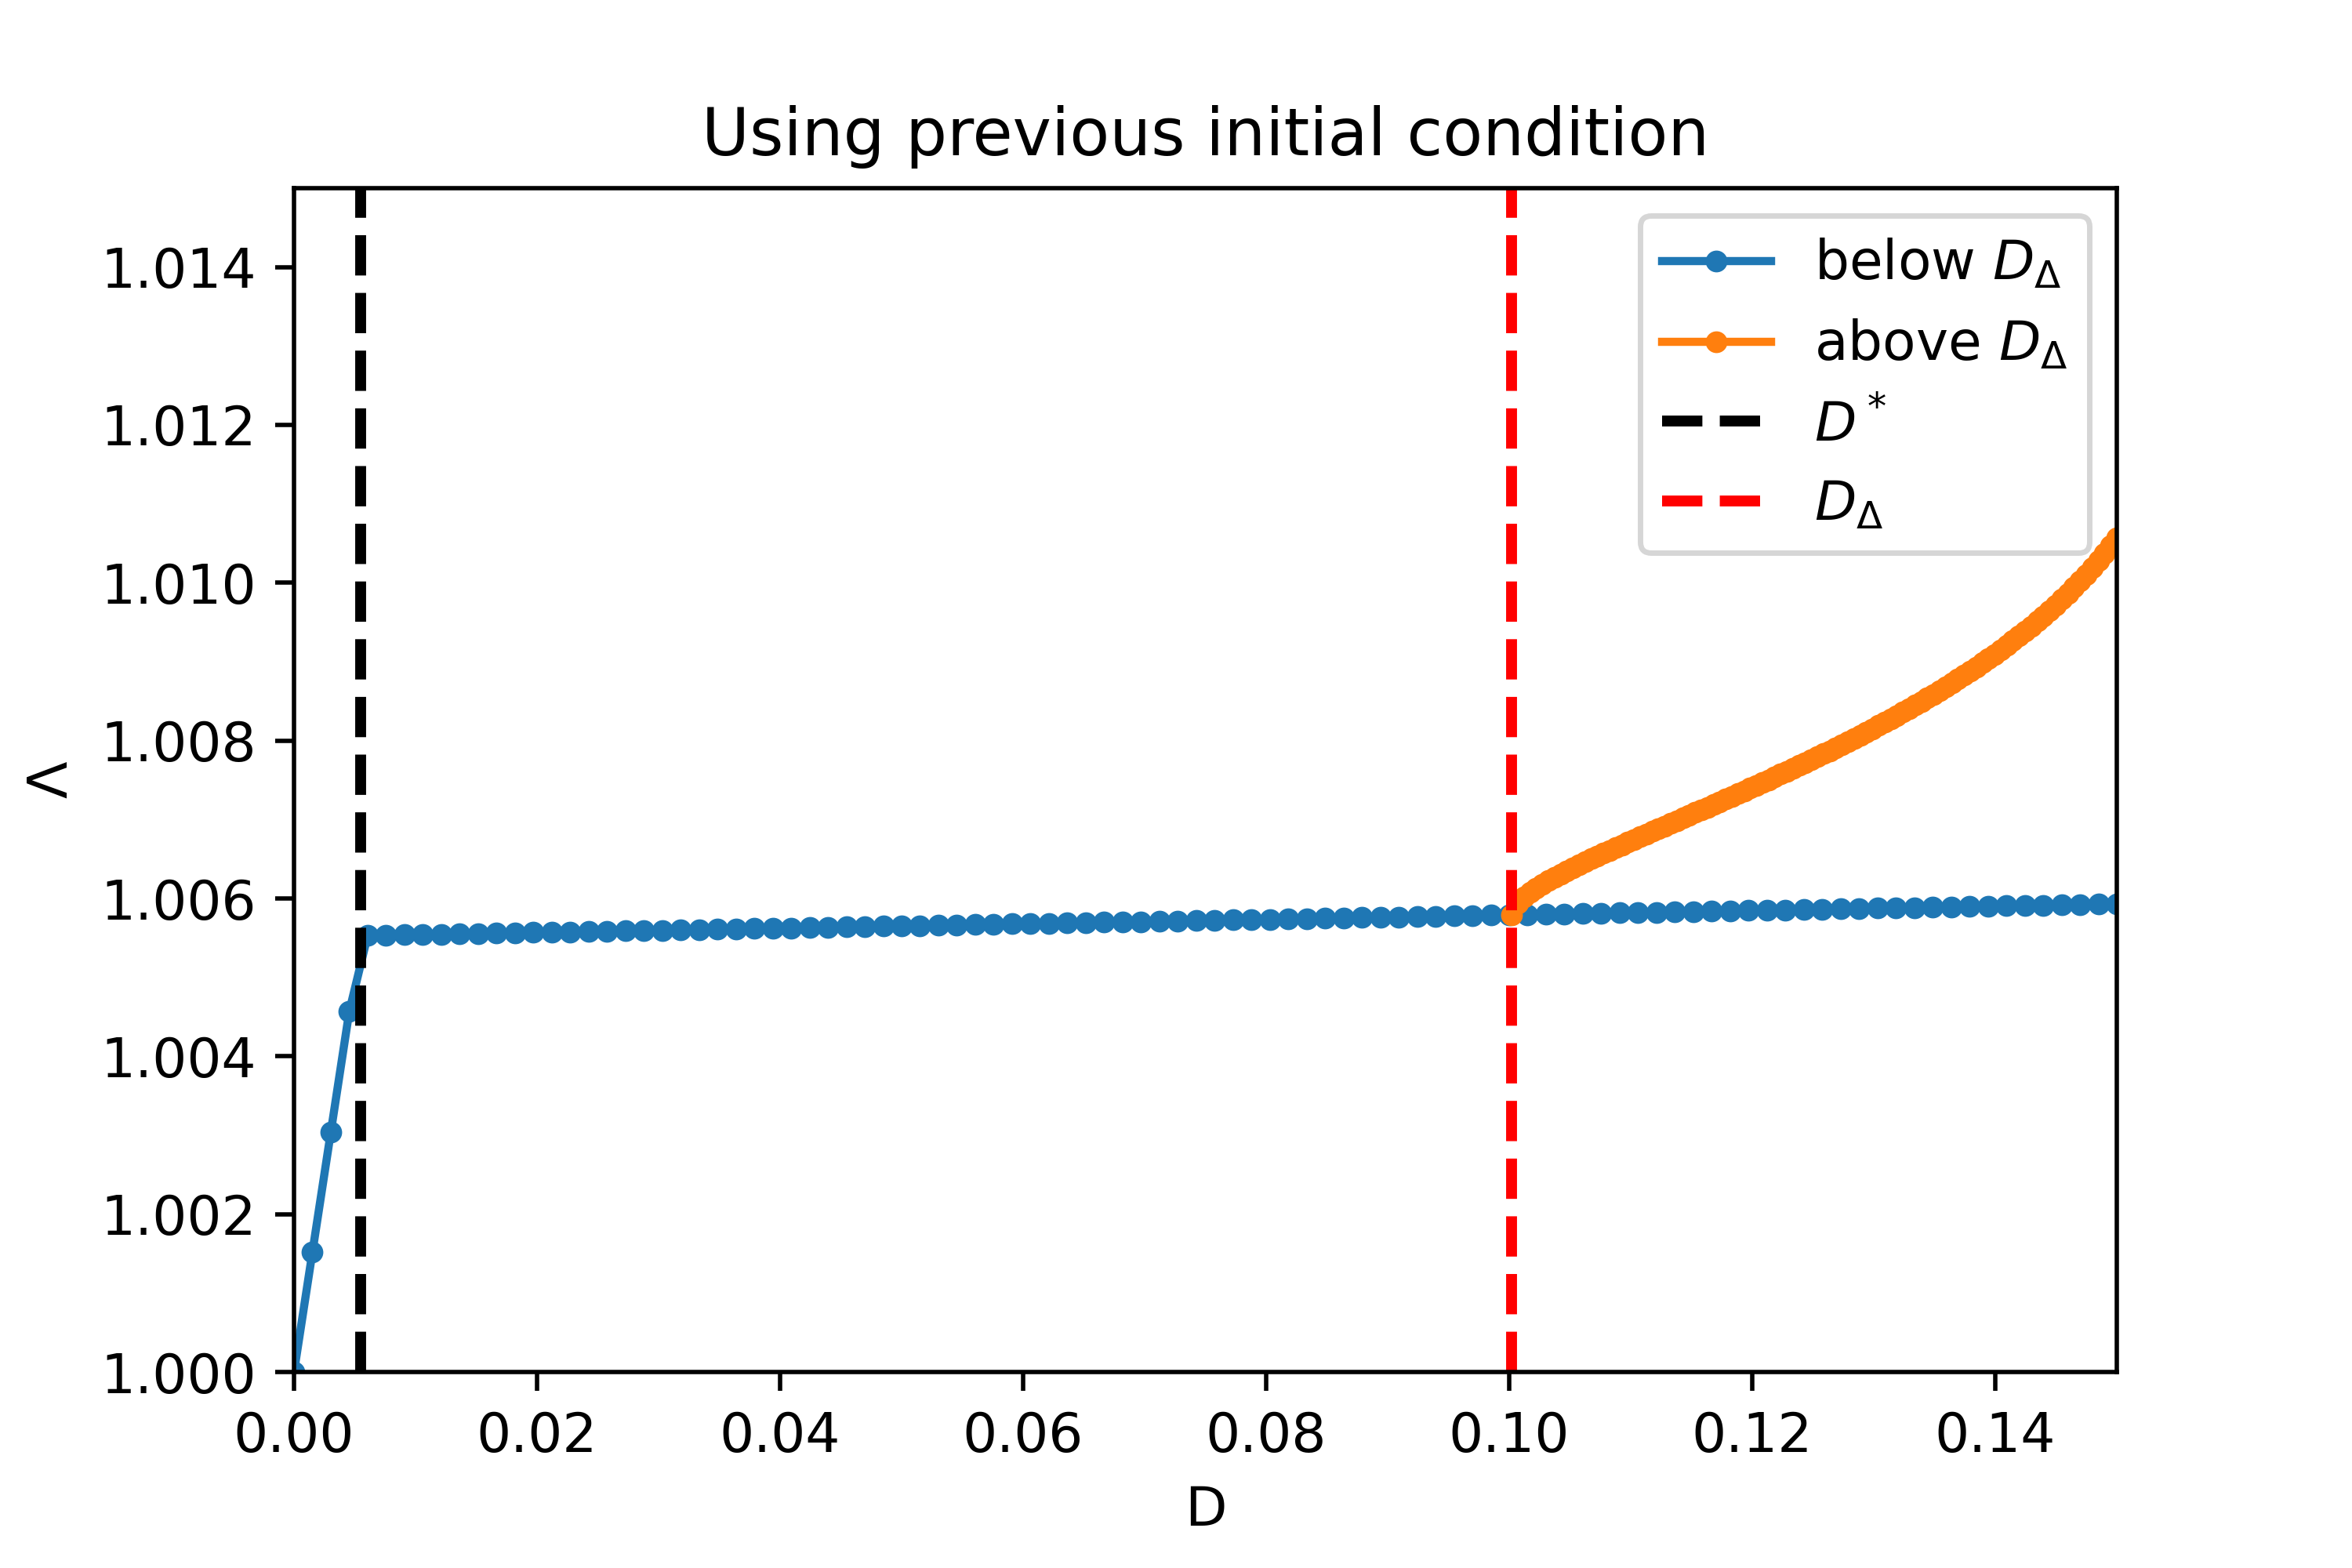 Using previous initial condition
1.014
1.012
1.010
1.008
1.006
1.004
1.002
1.000
Λ
below D_Δ
above D_Δ
D*
D_Δ
0.00 0.02 0.04 0.06 0.08 0.10 0.12 0.14
D